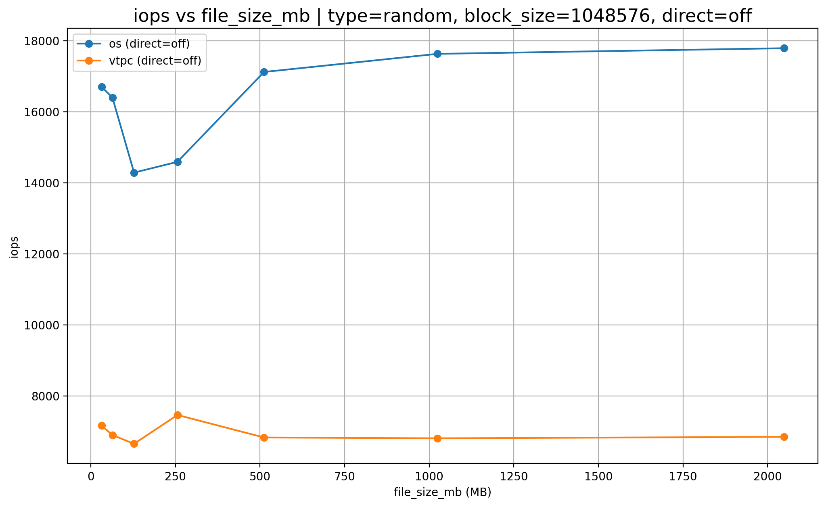 iops vs file_size_mb | type=random, block_size=1048576, direct=off
os (direct=off)
vtpc (direct=off)
18000
16000
14000
12000
10000
8000
iops
0 250 500 750 1000 1250 1500 1750 2000
file_size_mb (MB)